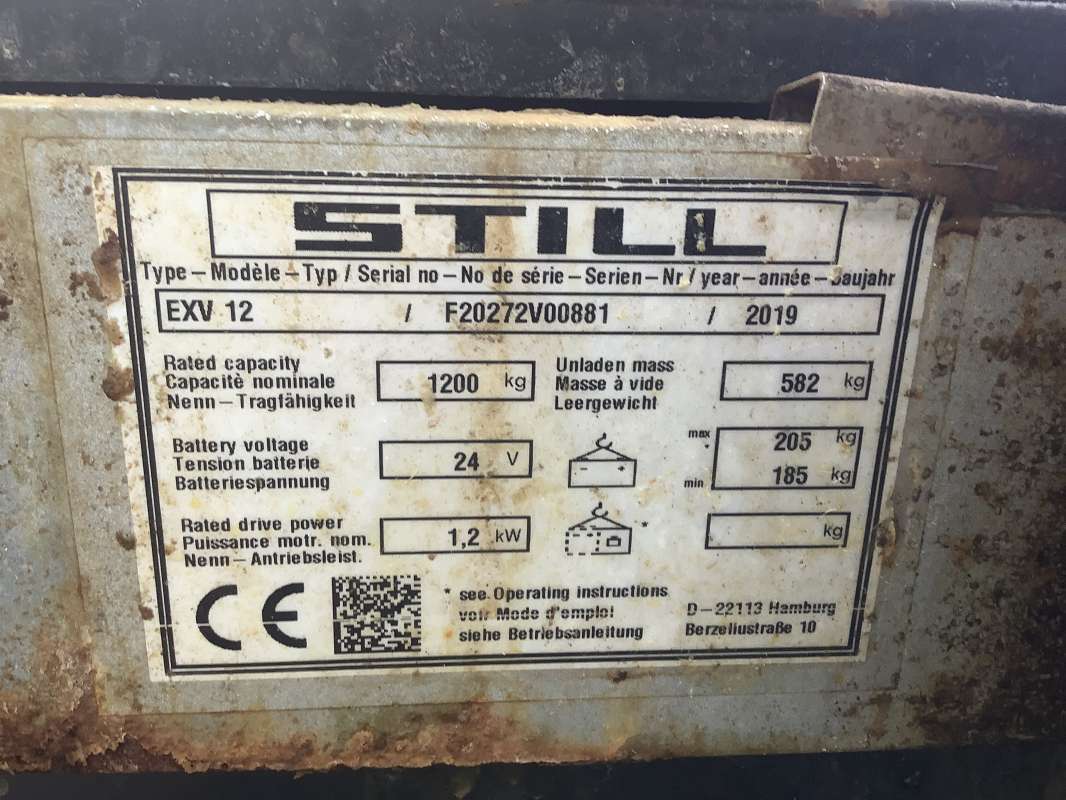 STILL
Type – Modèle – Typ / Serial no – No de série – Serien – Nr / year – année – Baujahr
EXV 12 / F20272V00881 / 2019
Rated capacity
Capacitè nominale
Nenn – Tragfähigkeit
1200 kg
Unladen mass
Masse à vide
Leergewicht
582 kg
Battery voltage
Tension batterie
Batteriespannung
24 V
max * 205 kg
min 185 kg
Rated drive power
Puissance motr. nom.
Nenn – Antriebsleist.
1,2 kW
*
kg
CE
* see Operating instructions
voir Mode d'emploi
siehe Betriebsanleitung
D – 22113 Hamburg
Berzeliusstraße 10